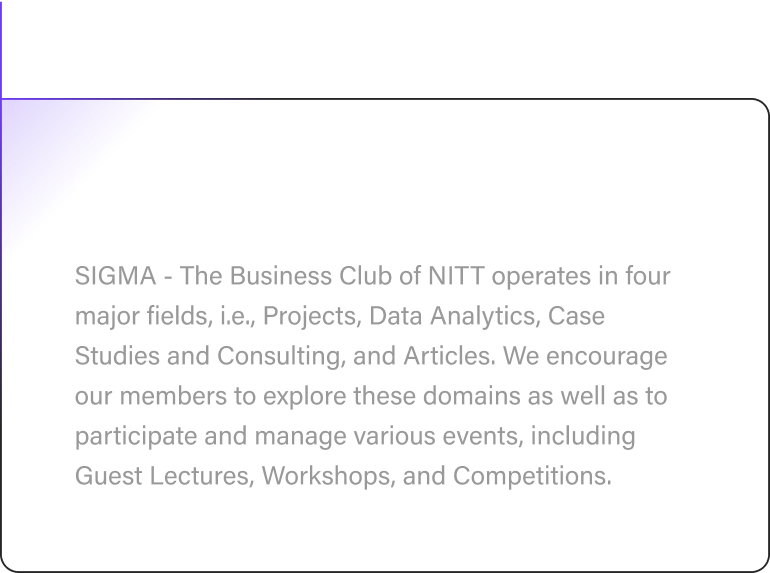 SIGMA - The Business Club of NITT operates in four
major fields, i.e., Projects, Data Analytics, Case
Studies and Consulting, and Articles. We encourage
our members to explore these domains as well as to
participate and manage various events, including
Guest Lectures, Workshops, and Competitions.